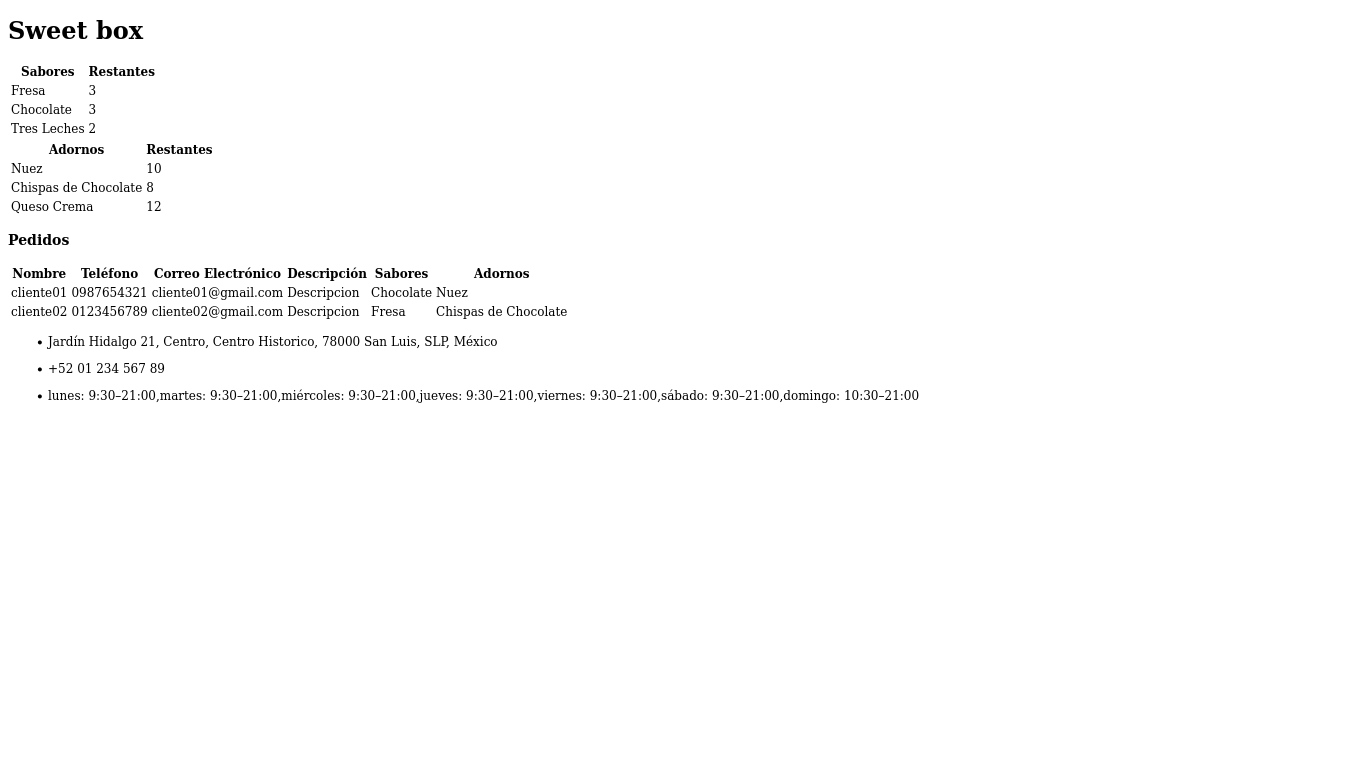 Sweet box
Sabores Restantes
Fresa 3
Chocolate 3
Tres Leches 2
Adornos Restantes
Nuez 10
Chispas de Chocolate 8
Queso Crema 12
Pedidos
Nombre Teléfono Correo Electrónico Descripción Sabores Adornos
cliente01 0987654321 cliente01@gmail.com Descripcion Chocolate Nuez
cliente02 0123456789 cliente02@gmail.com Descripcion Fresa Chispas de Chocolate
• Jardín Hidalgo 21, Centro, Centro Historico, 78000 San Luis, SLP, México
• +52 01 234 567 89
• lunes: 9:30–21:00,martes: 9:30–21:00,miércoles: 9:30–21:00,jueves: 9:30–21:00,viernes: 9:30–21:00,sábado: 9:30–21:00,domingo: 10:30–21:00